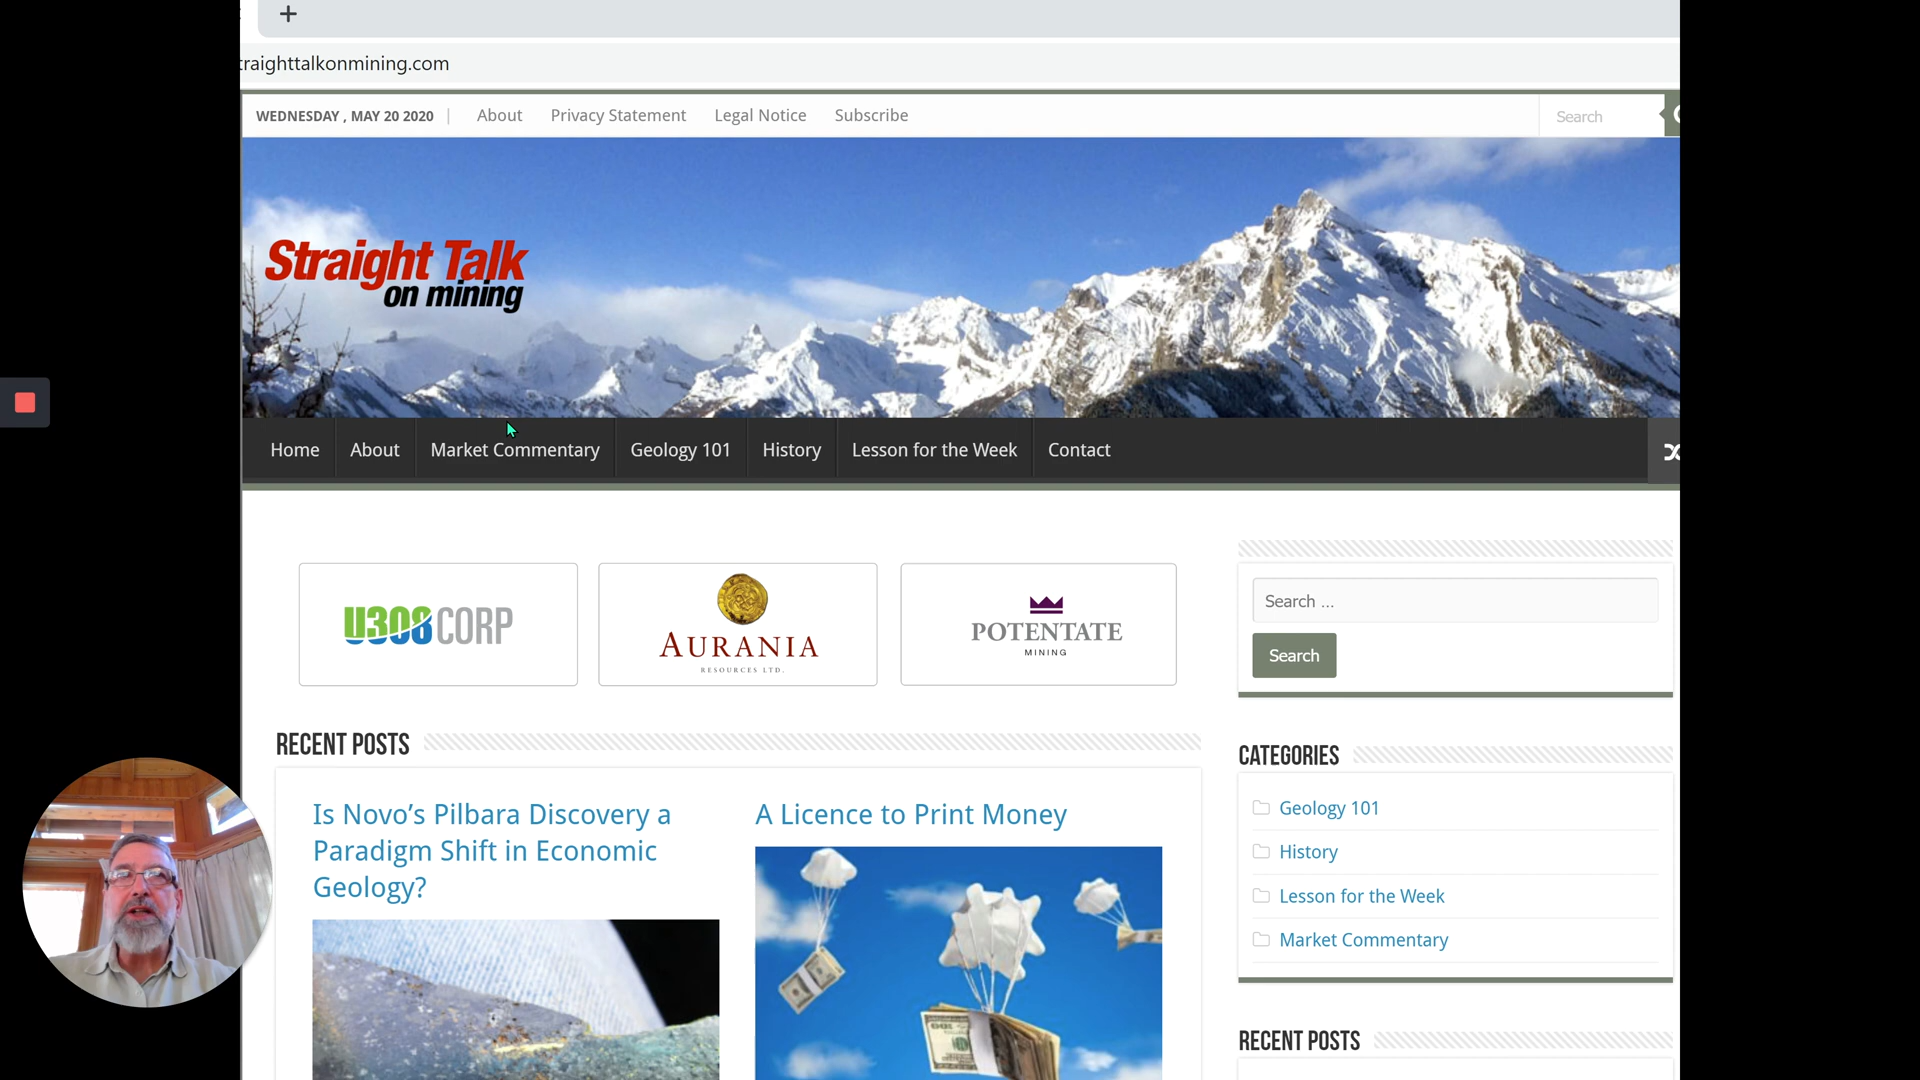 +
traighttalkonmining.com
WEDNESDAY , MAY 20 2020
About
Privacy Statement
Legal Notice
Subscribe
Search
Straight Talk
on mining
Home
About
Market Commentary
Geology 101
History
Lesson for the Week
Contact
U308 CORP
AURANIA
RESOURCES LTD.
POTENTATE
MINING
Search ...
Search
RECENT POSTS
Is Novo’s Pilbara Discovery a
Paradigm Shift in Economic
Geology?
A Licence to Print Money
CATEGORIES
Geology 101
History
Lesson for the Week
Market Commentary
RECENT POSTS